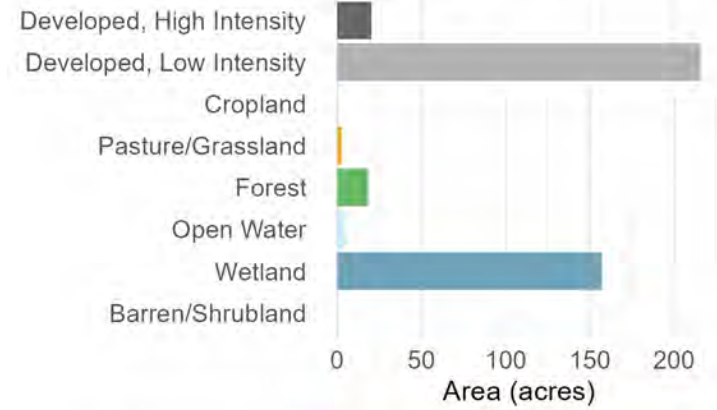 Developed, High Intensity
Developed, Low Intensity
Cropland
Pasture/Grassland
Forest
Open Water
Wetland
Barren/Shrubland
0 50 100 150 200
Area (acres)